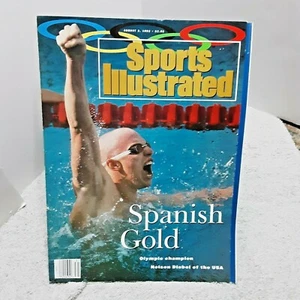 Sports
Illustrated
Spanish
Gold
Olympic champion
Nelson Diebel of the USA